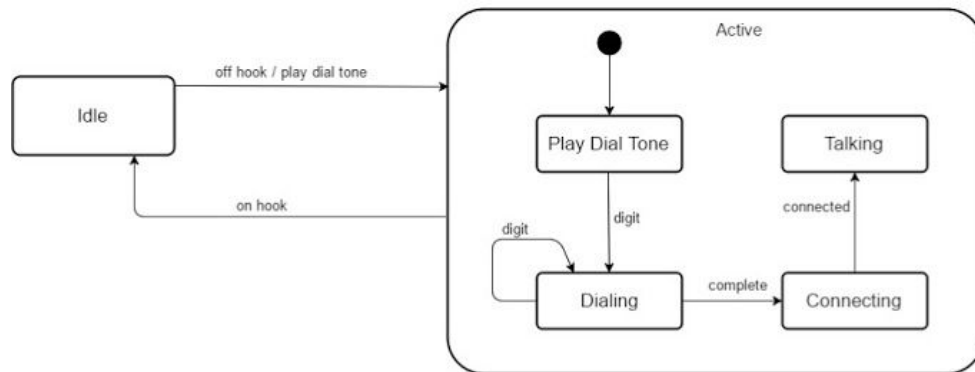 Active
off hook / play dial tone
Idle
Play Dial Tone
Talking
on hook
digit
connected
digit
complete
Dialing
Connecting